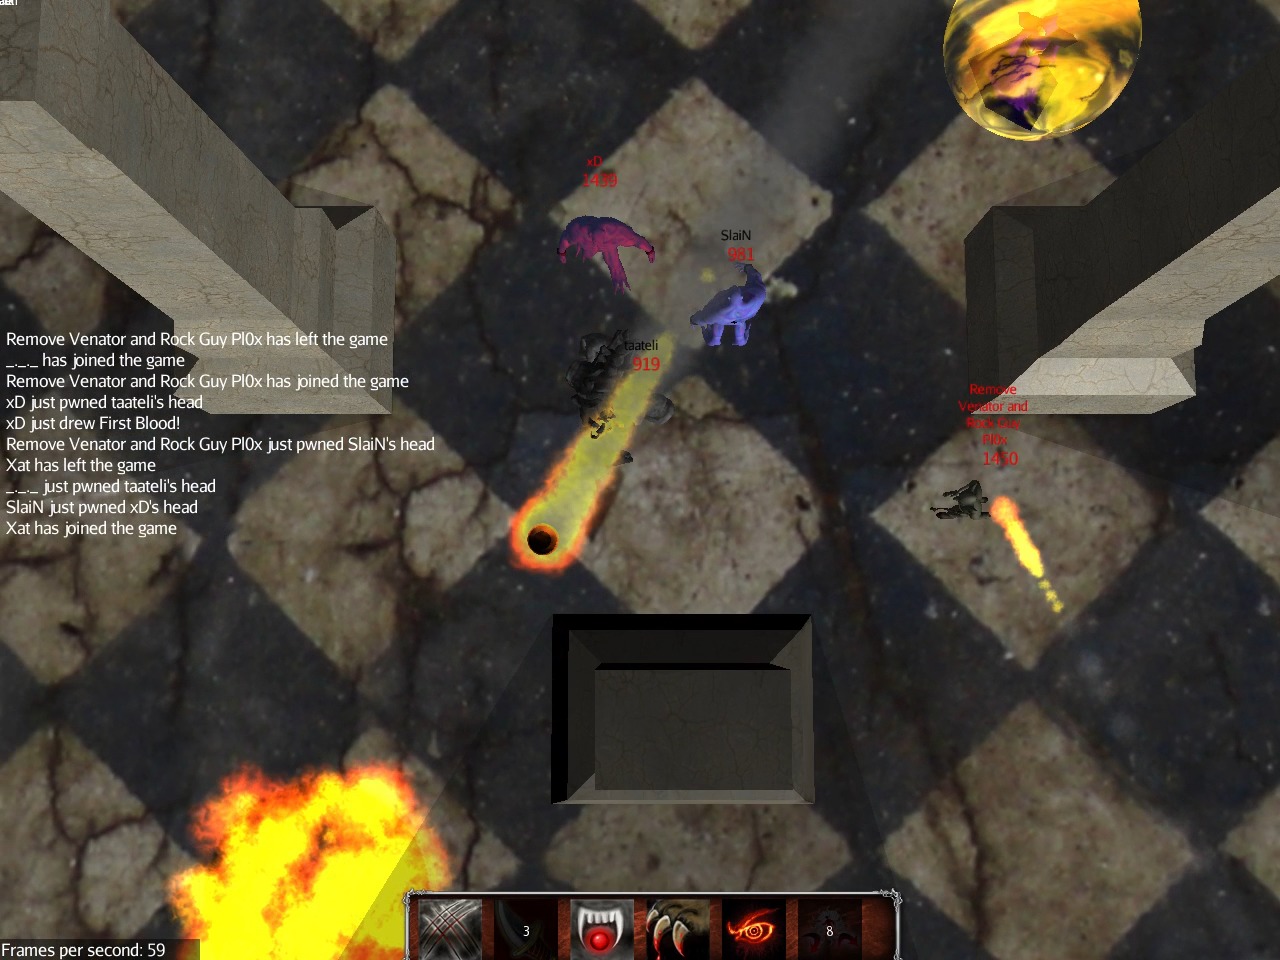 xD
1439
SlaiN
981
taateli
919
Remove Venator and Rock Guy Pl0x has left the game
_._._ has joined the game
Remove Venator and Rock Guy Pl0x has joined the game
xD just pwned taateli's head
xD just drew First Blood!
Remove Venator and Rock Guy Pl0x just pwned SlaiN's head
Xat has left the game
_._._ just pwned taateli's head
SlaiN just pwned xD's head
Xat has joined the game
Remove
Venator and
Rock Guy
Pl0x
3
8
Frames per second: 59